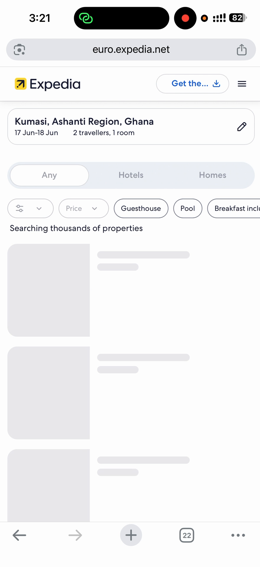 3:21
82
euro.expedia.net
Expedia
Get the...
Kumasi, Ashanti Region, Ghana
17 Jun-18 Jun 2 travellers, 1 room
Any Hotels Homes
Price Guesthouse Pool Breakfast incl
Searching thousands of properties
22